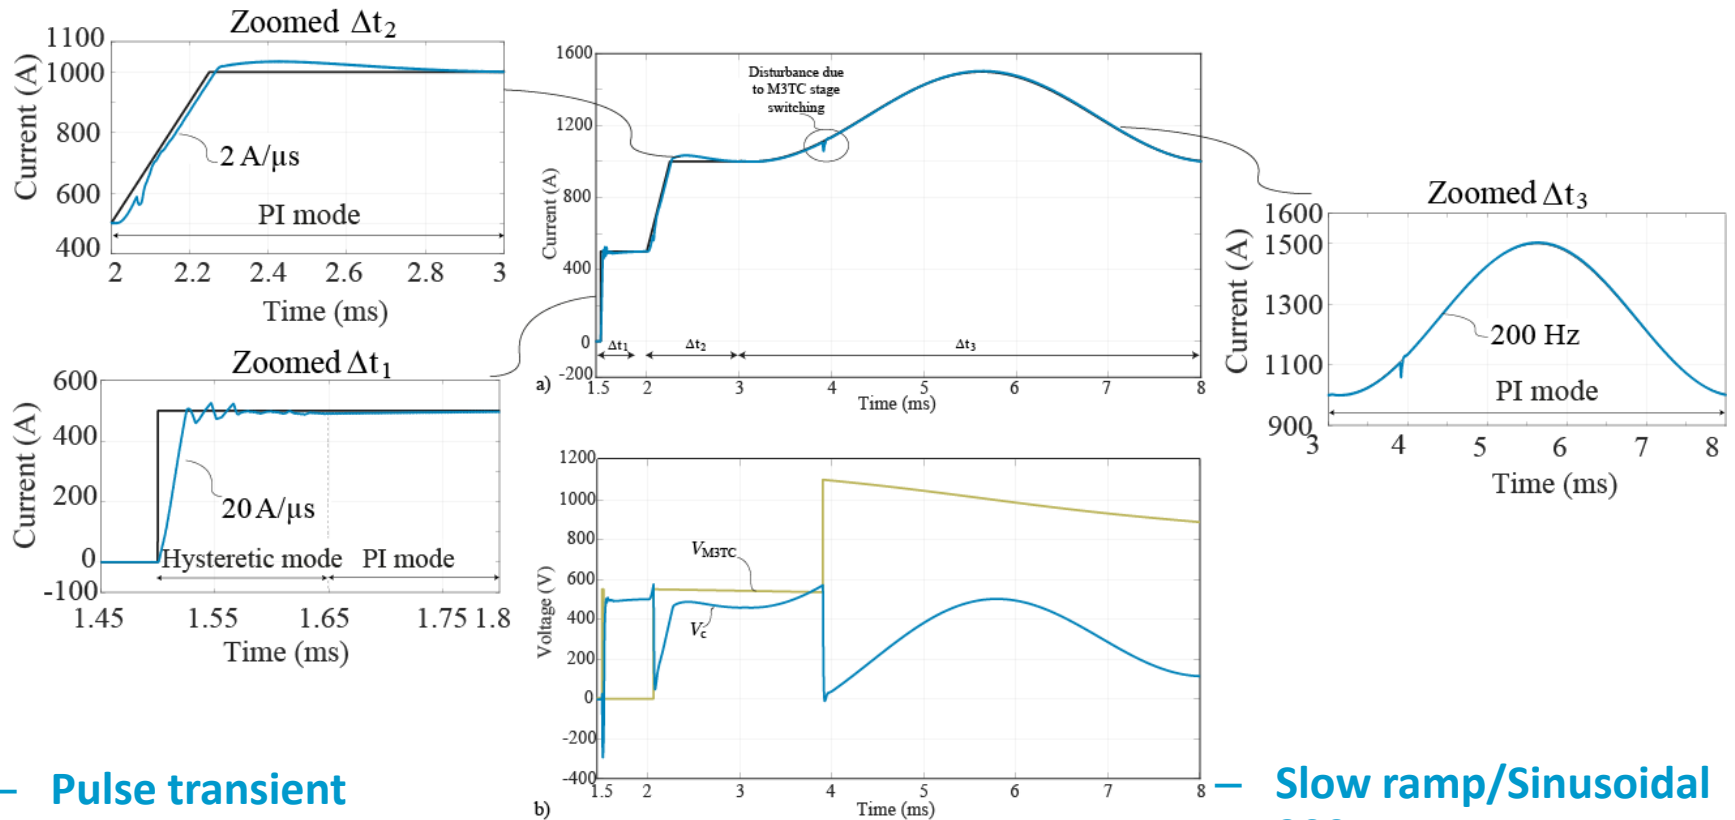 Zoomed Δt2
Current (A)
1100
1000
800
600
400
2 A/μs
PI mode
2 2.2 2.4 2.6 2.8 3
Time (ms)
Zoomed Δt1
Current (A)
600
400
200
0
-100
20 A/μs
Hysteretic mode PI mode
1.45 1.55 1.65 1.75 1.8
Time (ms)
Current (A)
1600
1200
800
400
0
-200
Disturbance due
to M3TC stage
switching
Δt1 Δt2 Δt3
a)
1.5 2 3 4 5 6 7 8
Time (ms)
Voltage (V)
1200
1000
800
600
400
200
0
-200
-400
VM3TC
Vc
b)
1.5 2 3 4 5 6 7 8
Time (ms)
Zoomed Δt3
Current (A)
1600
1500
1300
1100
900
200 Hz
PI mode
3 4 5 6 7 8
Time (ms)
– Pulse transient
– Slow ramp/Sinusoidal